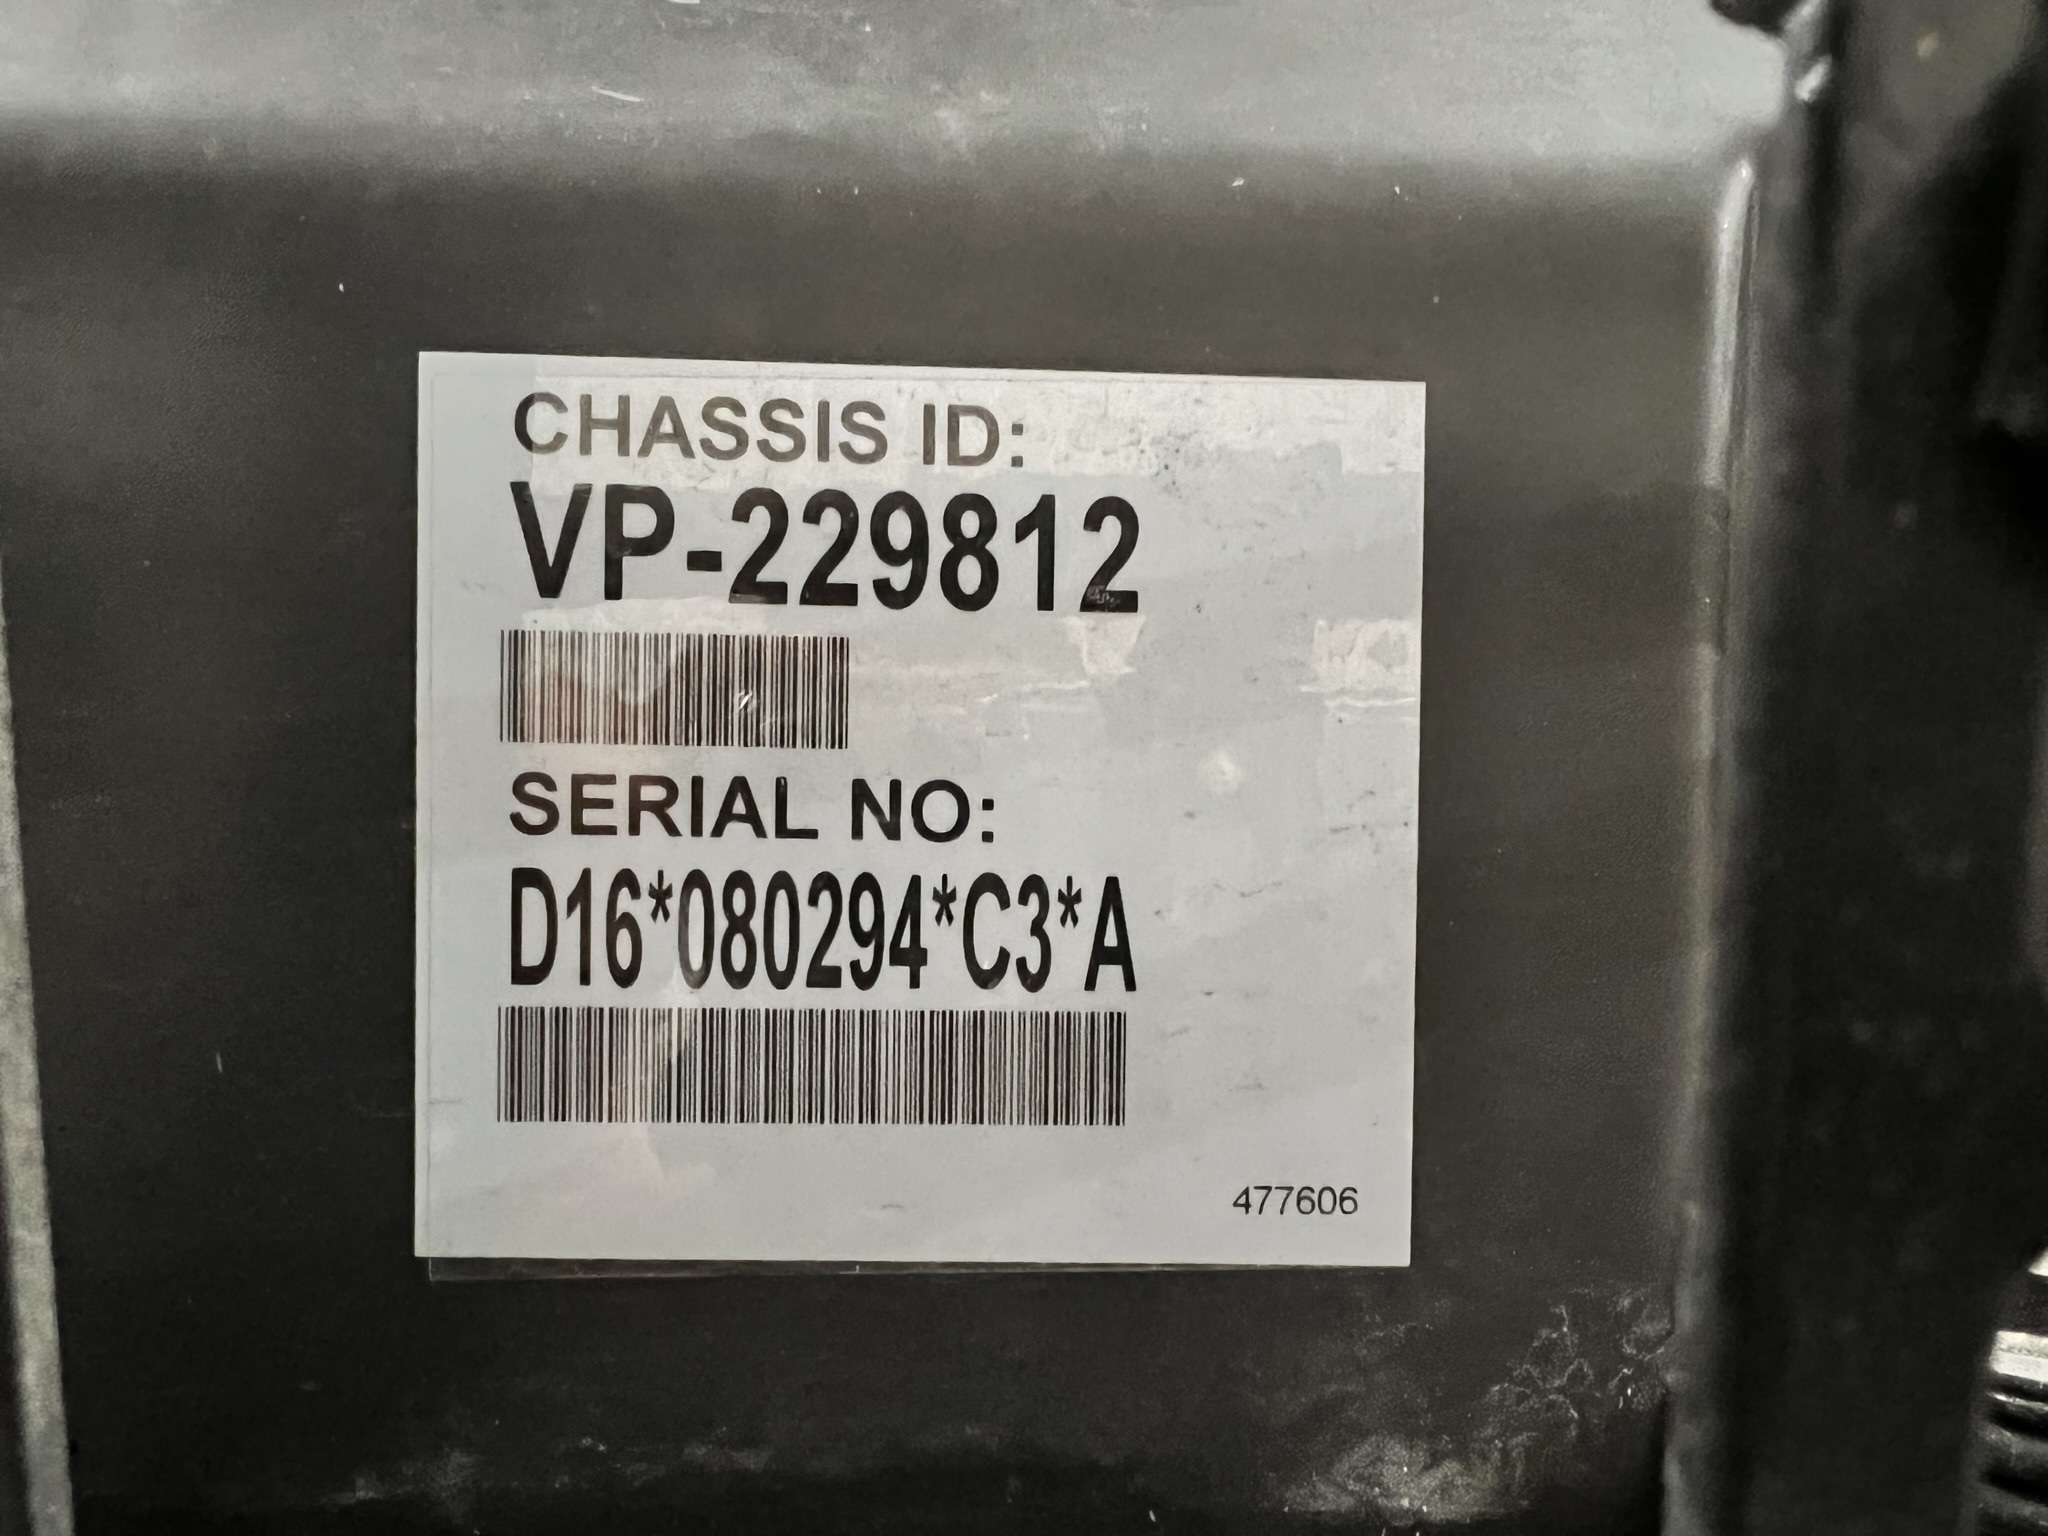 CHASSIS ID:
VP-229812
SERIAL NO:
D16*080294*C3*A
477606